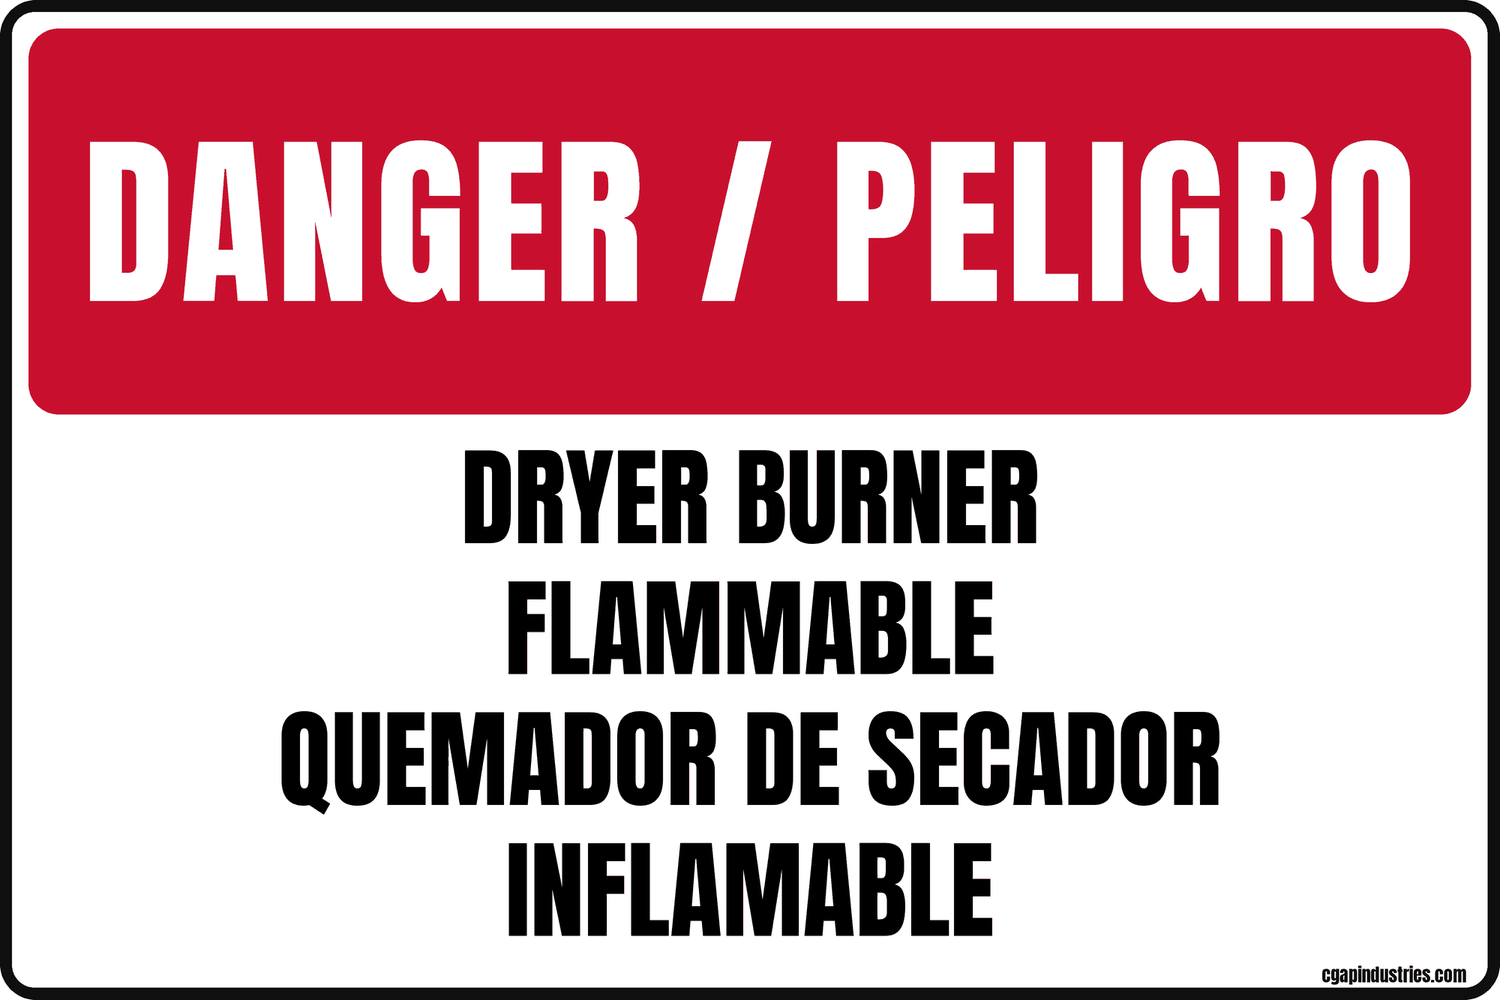 DANGER / PELIGRO
DRYER BURNER
FLAMMABLE
QUEMADOR DE SECADOR
INFLAMABLE
cgapindustries.com